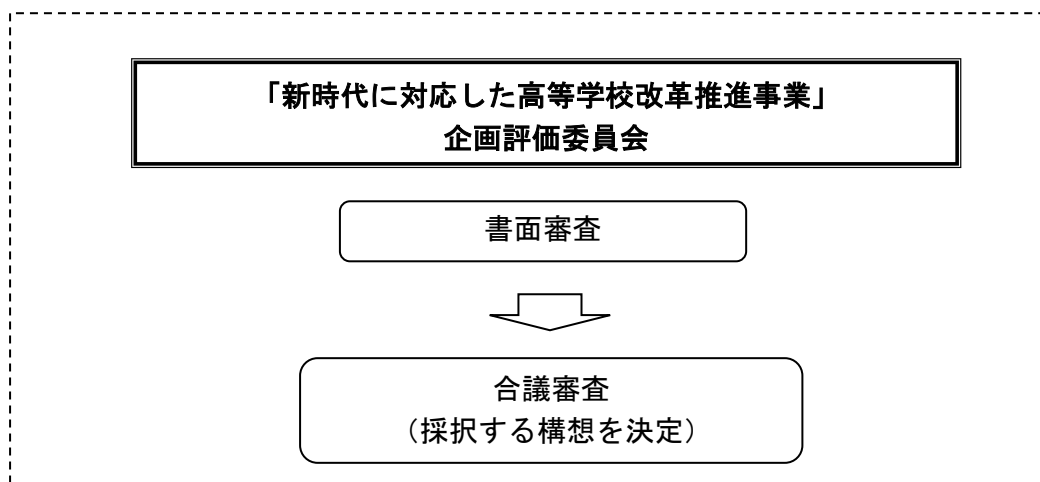 「新時代に対応した高等学校改革推進事業」
企画評価委員会
書面審査
合議審査
（採択する構想を決定）